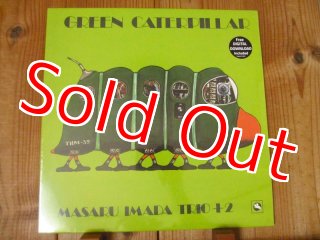 GREEN CATERPILLAR
Free
DIGITAL
DOWNLOAD
Included
Sold Out
MASARU IMADA TRIO+2